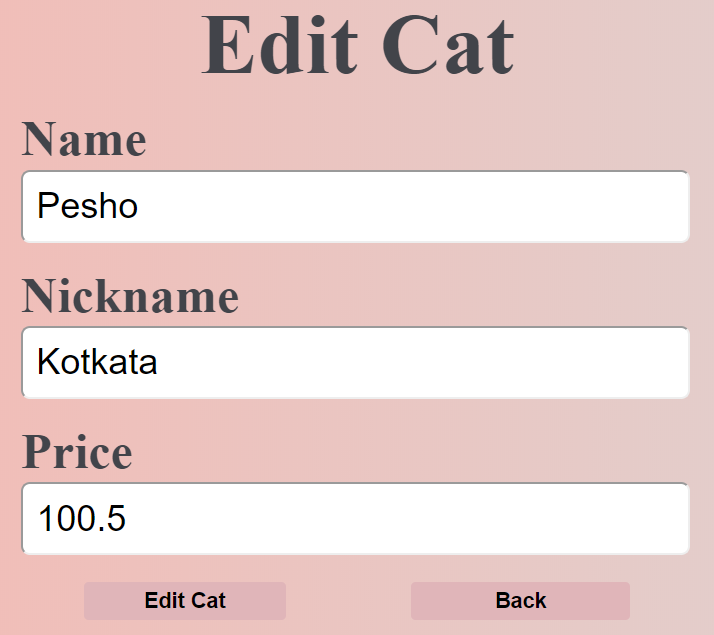 Edit Cat
Name
Pesho
Nickname
Kotkata
Price
100.5
Edit Cat
Back